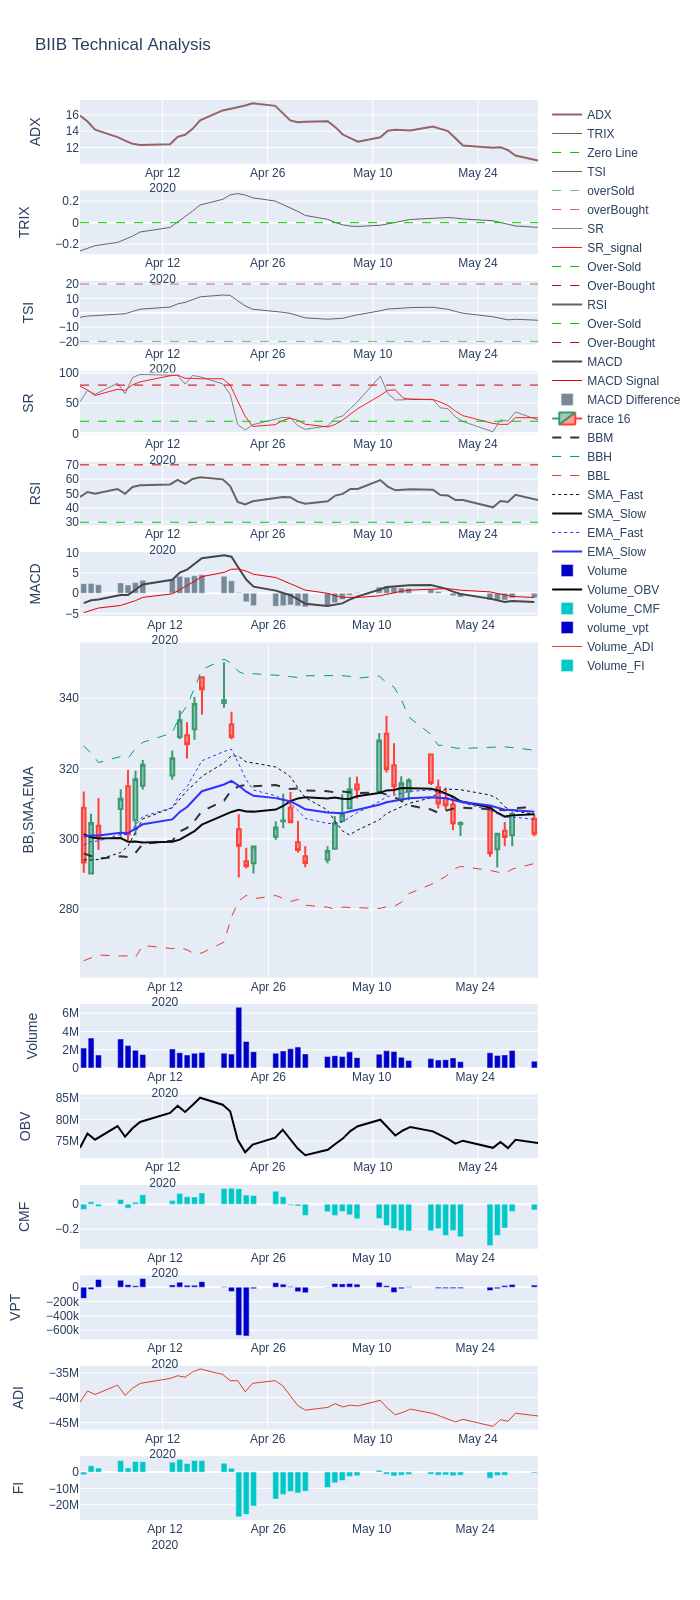 BIIB Technical Analysis
ADX
16
14
12
Apr 12
2020
Apr 26
May 10
May 24
TRIX
0.2
0
−0.2
Apr 12
2020
Apr 26
May 10
May 24
TSI
20
10
0
−10
−20
Apr 12
2020
Apr 26
May 10
May 24
SR
100
50
0
Apr 12
2020
Apr 26
May 10
May 24
RSI
70
60
50
40
30
Apr 12
2020
Apr 26
May 10
May 24
MACD
10
5
0
−5
Apr 12
2020
Apr 26
May 10
May 24
BB,SMA,EMA
340
320
300
280
Apr 12
2020
Apr 26
May 10
May 24
Volume
6M
4M
2M
0
Apr 12
2020
Apr 26
May 10
May 24
OBV
85M
80M
75M
Apr 12
2020
Apr 26
May 10
May 24
CMF
0
−0.2
Apr 12
2020
Apr 26
May 10
May 24
VPT
0
−200k
−400k
−600k
Apr 12
2020
Apr 26
May 10
May 24
ADI
−35M
−40M
−45M
Apr 12
2020
Apr 26
May 10
May 24
FI
0
−10M
−20M
Apr 12
2020
Apr 26
May 10
May 24
ADX
TRIX
Zero Line
TSI
overSold
overBought
SR
SR_signal
Over-Sold
Over-Bought
RSI
Over-Sold
Over-Bought
MACD
MACD Signal
MACD Difference
trace 16
BBM
BBH
BBL
SMA_Fast
SMA_Slow
EMA_Fast
EMA_Slow
Volume
Volume_OBV
Volume_CMF
volume_vpt
Volume_ADI
Volume_FI